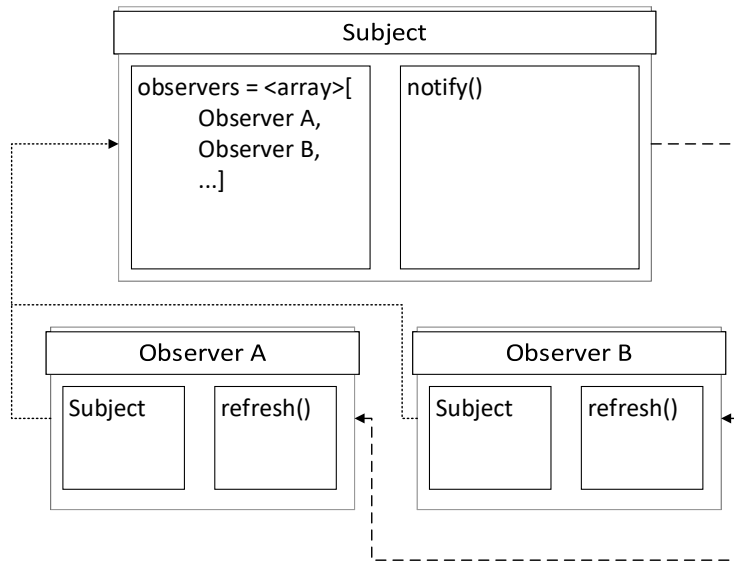 Subject
observers = <array>[
Observer A,
Observer B,
...]
notify()
Observer A
Subject
refresh()
Observer B
Subject
refresh()